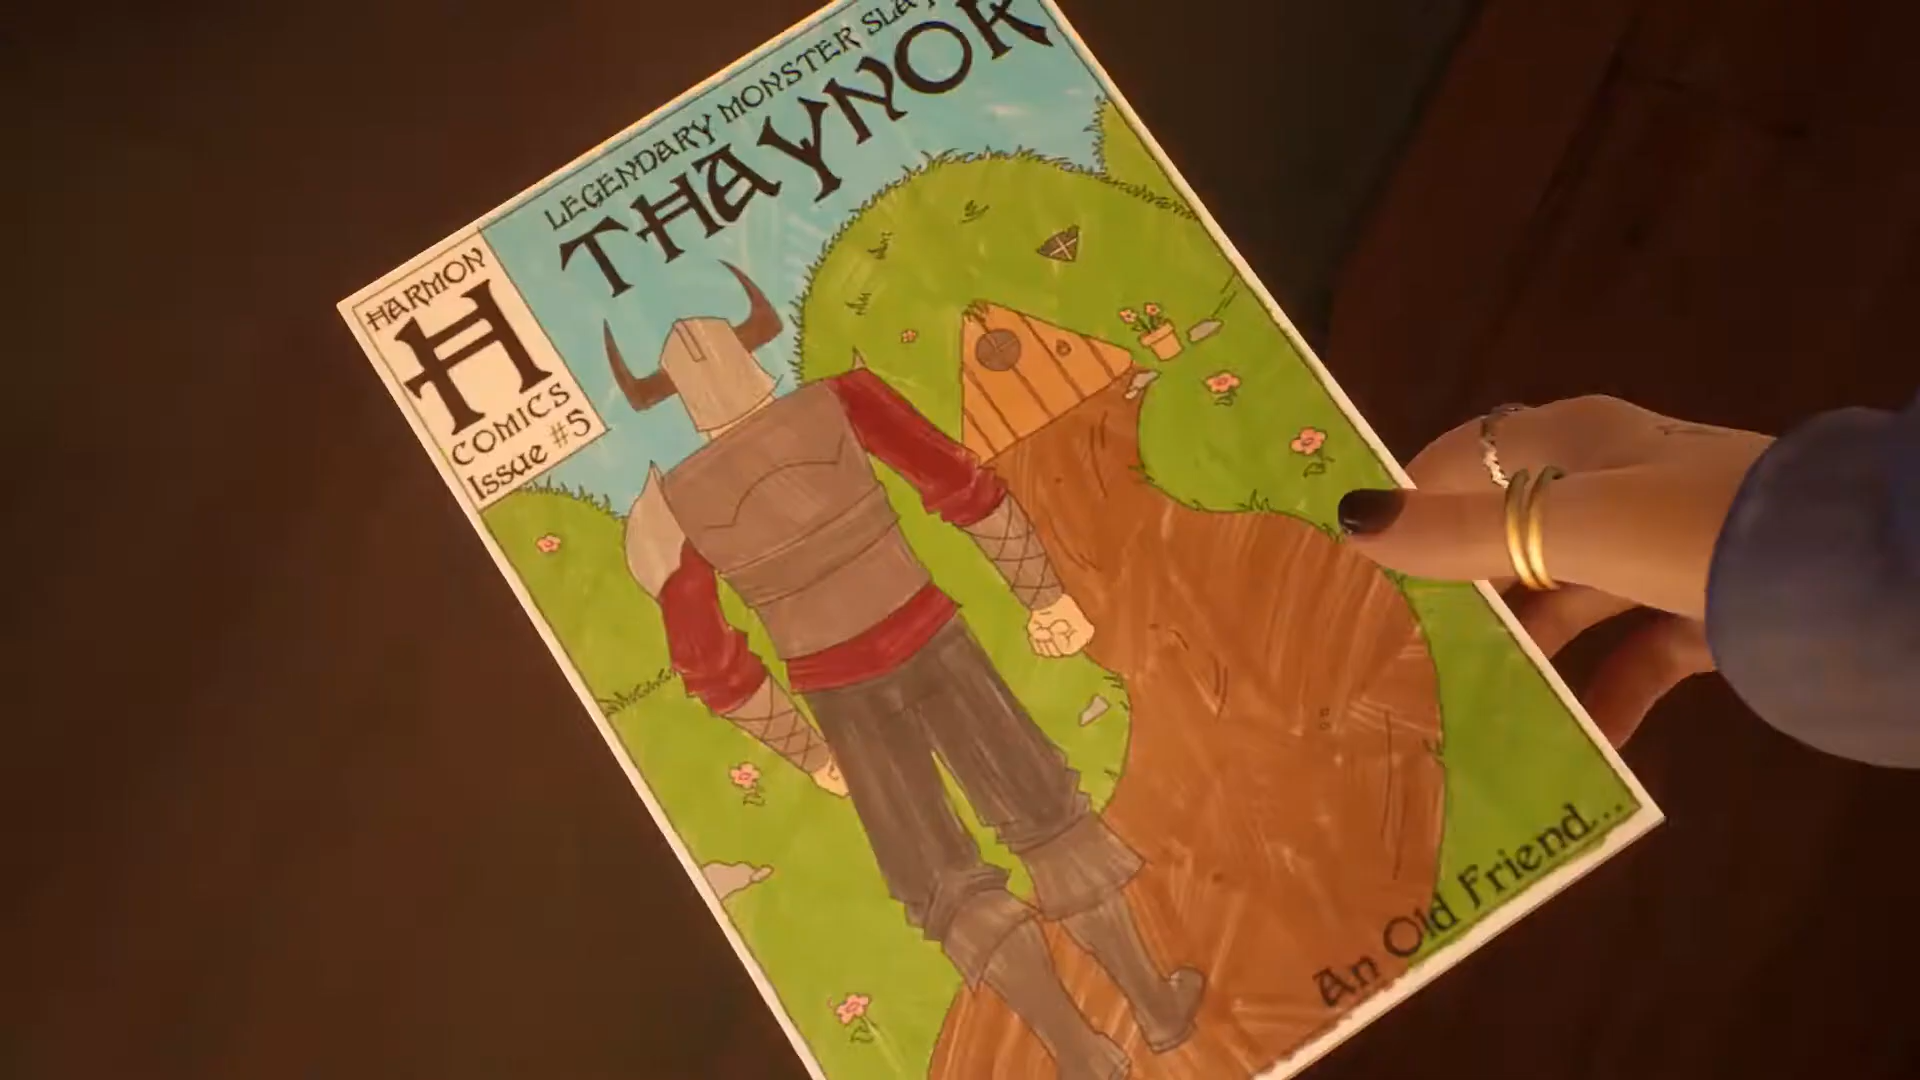 LEGENDARY MONSTER
THAYNOR
HARMON
H
COMICS
Issue #5
An Old Friend...